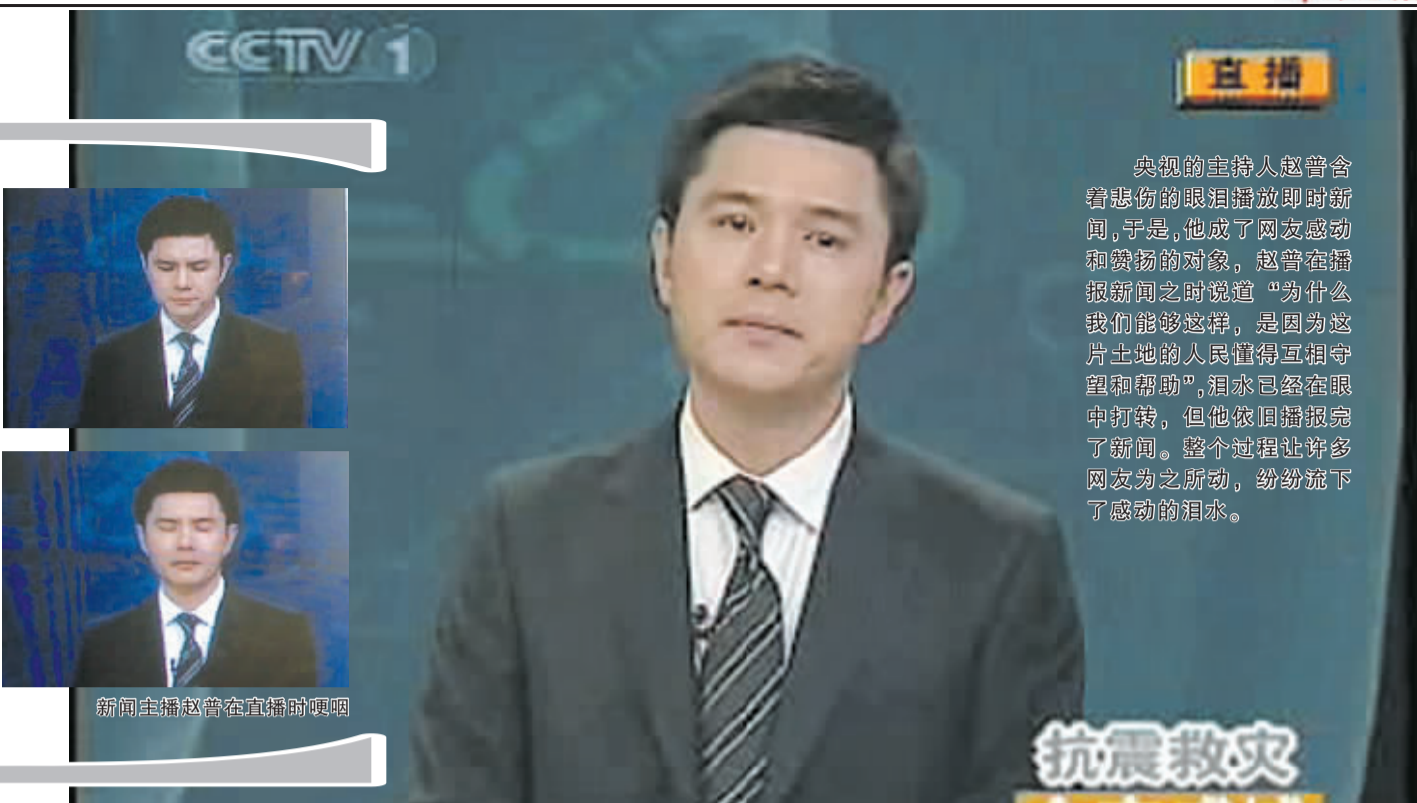 CCTV 1
直播
央视的主持人赵普含
着悲伤的眼泪播放即时新
闻,于是,他成了网友感动
和赞扬的对象，赵普在播
报新闻之时说道“为什么
我们能够这样，是因为这
片土地的人民懂得互相守
望和帮助”,泪水已经在眼
中打转，但他依旧播报完
了新闻。整个过程让许多
网友为之所动，纷纷流下
了感动的泪水。
新闻主播赵普在直播时哽咽
抗震救灾